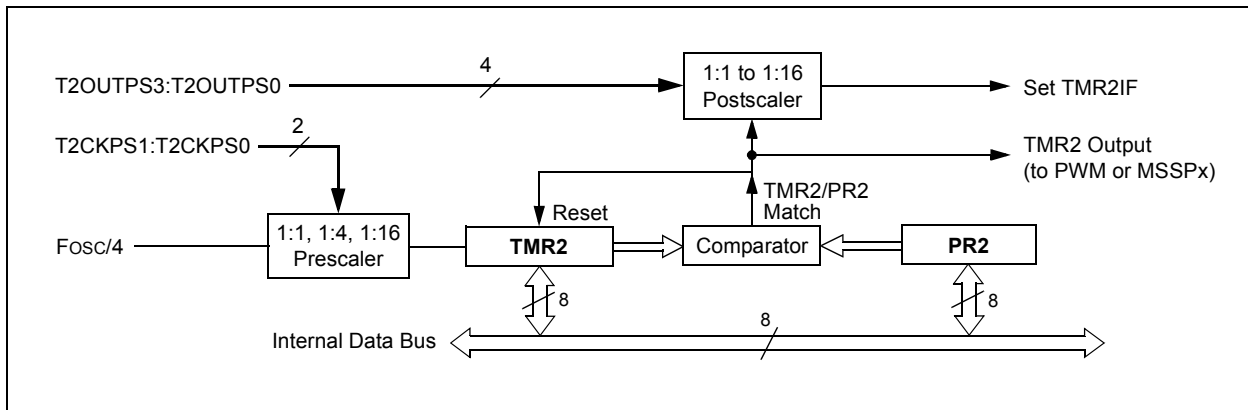 T2OUTPS3:T2OUTPS0
4
1:1 to 1:16
Postscaler
Set TMR2IF
T2CKPS1:T2CKPS0
2
TMR2 Output
(to PWM or MSSPx)
TMR2/PR2
Match
Reset
FOSC/4
1:1, 1:4, 1:16
Prescaler
TMR2
Comparator
PR2
8
8
Internal Data Bus
8